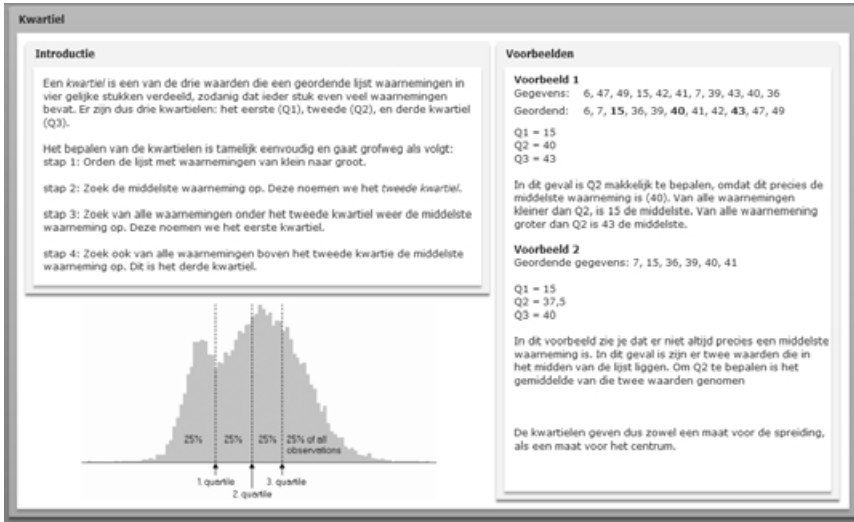 Kwartiel
Introductie
Een kwartiel is een van de drie waarden die een geordende lijst waarnemingen in
vier gelijke stukken verdeeld, zodanig dat ieder stuk even veel waarnemingen
bevat. Er zijn dus drie kwartielen: het eerste (Q1), tweede (Q2), en derde kwartiel
(Q3).
Het bepalen van de kwartielen is tamelijk eenvoudig en gaat grofweg als volgt:
stap 1: Orden de lijst met waarnemingen van klein naar groot.
stap 2: Zoek de middelste waarneming op. Deze noemen we het tweede kwartiel.
stap 3: Zoek van alle waarnemingen onder het tweede kwartiel weer de middelste
waarneming op. Deze noemen we het eerste kwartiel.
stap 4: Zoek ook van alle waarnemingen boven het tweede kwartie de middelste
waarneming op. Dit is het derde kwartiel.
25% 25% 25% 25% of all
observations
1. quartile 3. quartile
2. quartile
Voorbeelden
Voorbeeld 1
Gegevens: 6, 47, 49, 15, 42, 41, 7, 39, 43, 40, 36
Geordend: 6, 7, 15, 36, 39, 40, 41, 42, 43, 47, 49
Q1 = 15
Q2 = 40
Q3 = 43
In dit geval is Q2 makkelijk te bepalen, omdat dit precies de
middelste waarneming is (40). Van alle waarnemingen
kleiner dan Q2, is 15 de middelste. Van alle waarnemening
groter dan Q2 is 43 de middelste.
Voorbeeld 2
Geordende gegevens: 7, 15, 36, 39, 40, 41
Q1 = 15
Q2 = 37,5
Q3 = 40
In dit voorbeeld zie je dat er niet altijd precies een middelste
waarneming is. In dit geval is zijn er twee waarden die in
het midden van de lijst liggen. Om Q2 te bepalen is het
gemiddelde van die twee waarden genomen
De kwartielen geven dus zowel een maat voor de spreiding,
als een maat voor het centrum.